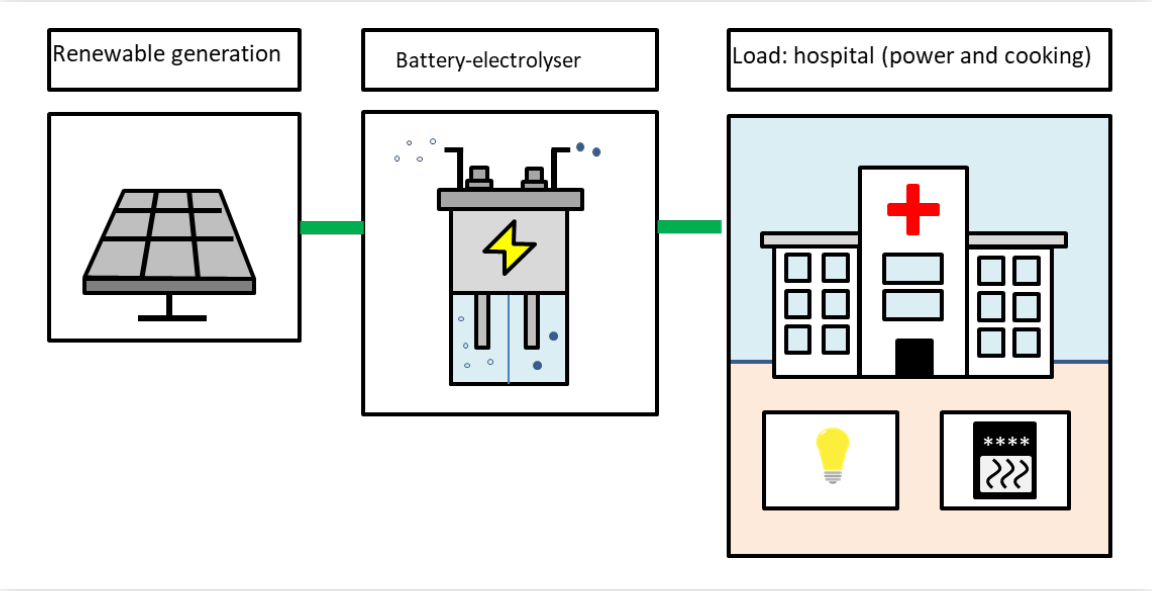 Renewable generation
Battery-electrolyser
Load: hospital (power and cooking)
****